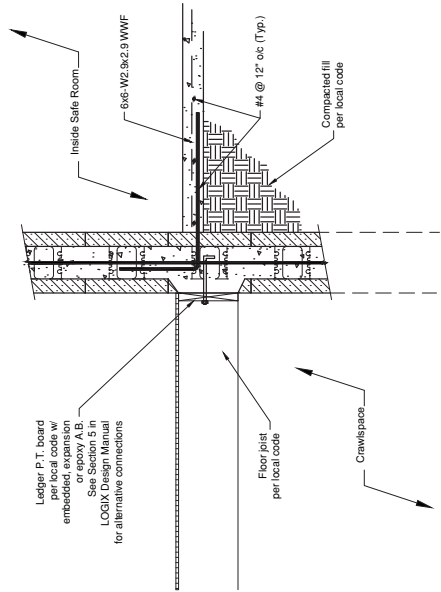 Inside Safe Room
6x6-W2.9x2.9 WWF
#4 @ 12" o/c (Typ.)
Compacted fill
per local code
Ledger P.T. board
per local code w/
embedded, expansion
or epoxy A.B.
See Section 5 in
LOGIX Design Manual
for alternative connections
Floor joist
per local code
Crawlspace